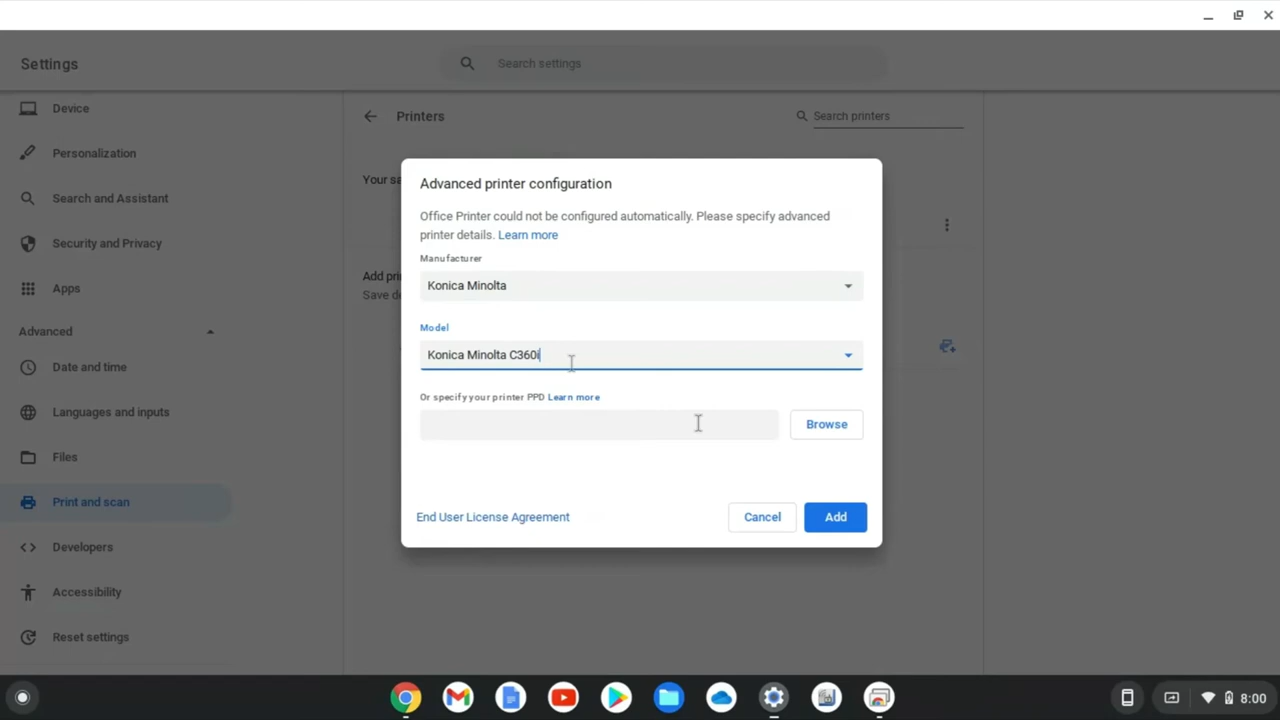 Settings
Search settings
Device
Personalization
Search and Assistant
Security and Privacy
Apps
Advanced
Date and time
Languages and inputs
Files
Print and scan
Developers
Accessibility
Reset settings
Printers
Search printers
Your sa
Add prin
Save de
Advanced printer configuration
Office Printer could not be configured automatically. Please specify advanced
printer details. Learn more
Manufacturer
Konica Minolta
Model
Konica Minolta C360i
Or specify your printer PPD Learn more
Browse
End User License Agreement
Cancel
Add
8:00